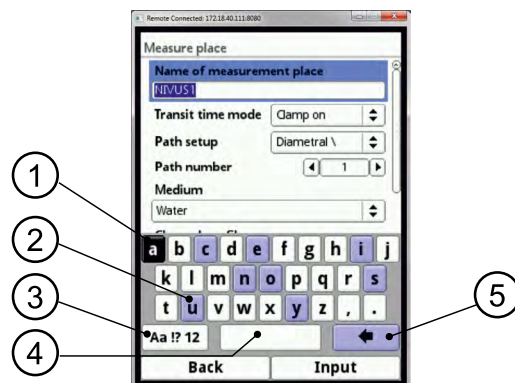 Remote Connected: 172.18.40.111:8080
Measure place
Name of measurement place
NIVUS1
Transit time mode Clamp on
Path setup Diametral \
Path number 1
Medium
Water
1 a b c d e f g h i j
2 k l m n o p q r s
t u v w x y z , .
3 Aa !? 12
4
5
Back Input